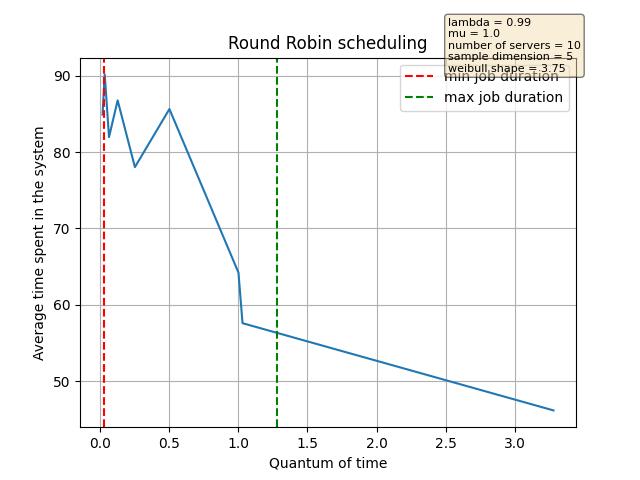 Round Robin scheduling
lambda = 0.99
mu = 1.0
number of servers = 10
sample dimension = 5
weibull shape = 3.75
min job duration
max job duration
Average time spent in the system
90
80
70
60
50
0.0 0.5 1.0 1.5 2.0 2.5 3.0
Quantum of time